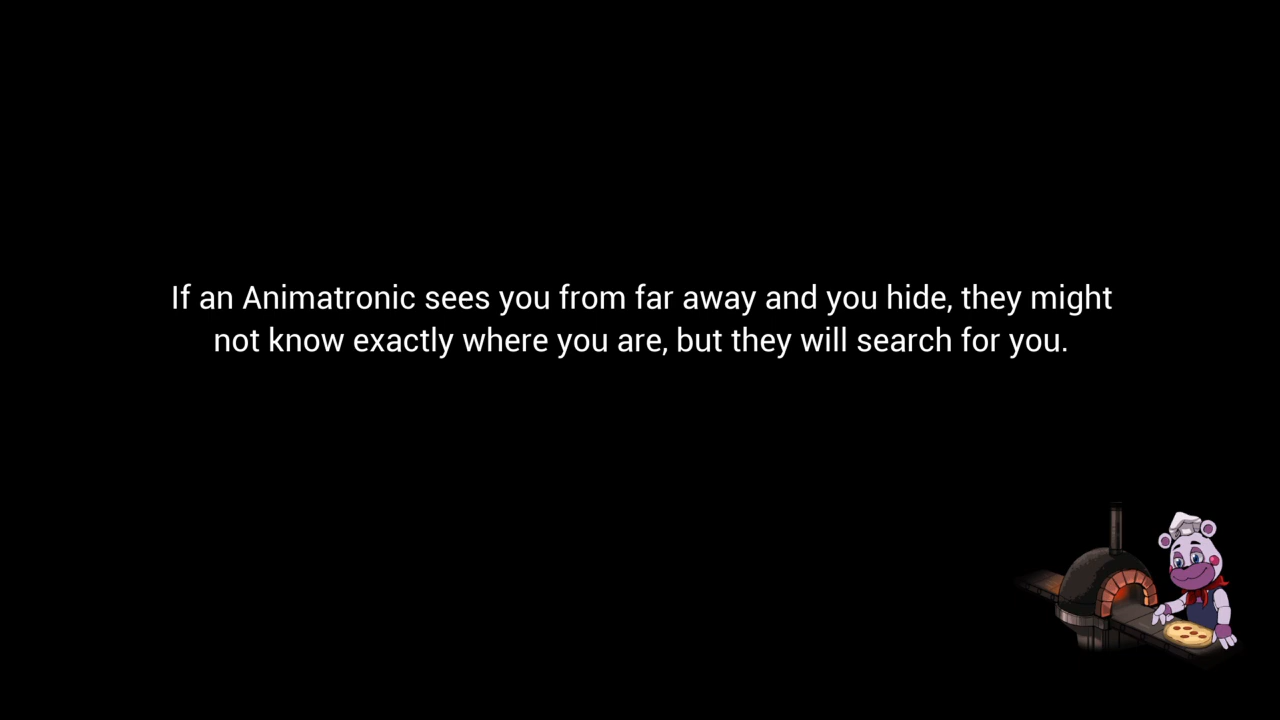 If an Animatronic sees you from far away and you hide, they might
not know exactly where you are, but they will search for you.